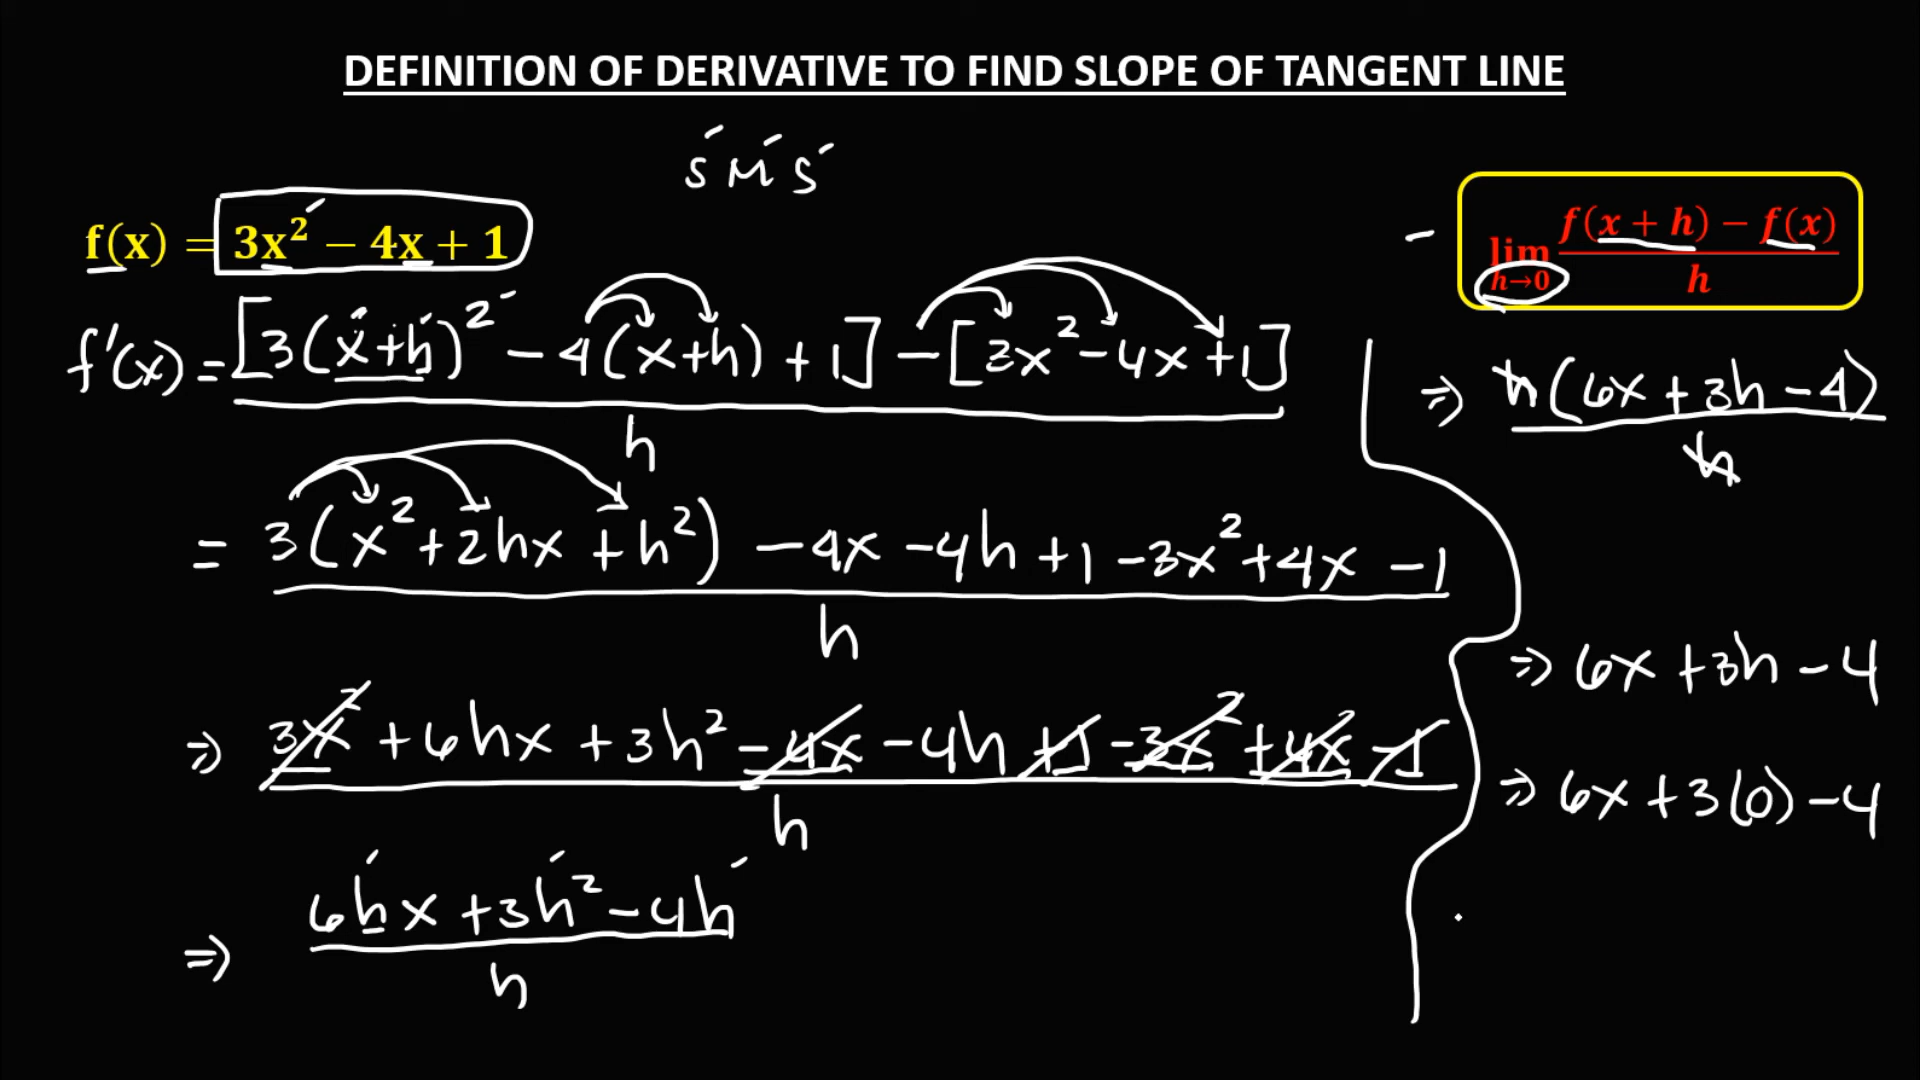 DEFINITION OF DERIVATIVE TO FIND SLOPE OF TANGENT LINE
SMS
f(x) = 3x² − 4x + 1
lim h→0 f(x + h) − f(x) / h
f'(x) = [3(x+h)² − 4(x+h) + 1] − [3x² − 4x + 1] / h
= 3(x² + 2hx + h²) − 4x − 4h + 1 − 3x² + 4x − 1 / h
⇒ 3x² + 6hx + 3h² − 4x − 4h + 1 − 3x² + 4x − 1 / h
⇒ 6hx + 3h² − 4h / h
⇒ h(6x + 3h − 4) / h
⇒ 6x + 3h − 4
⇒ 6x + 3(0) − 4